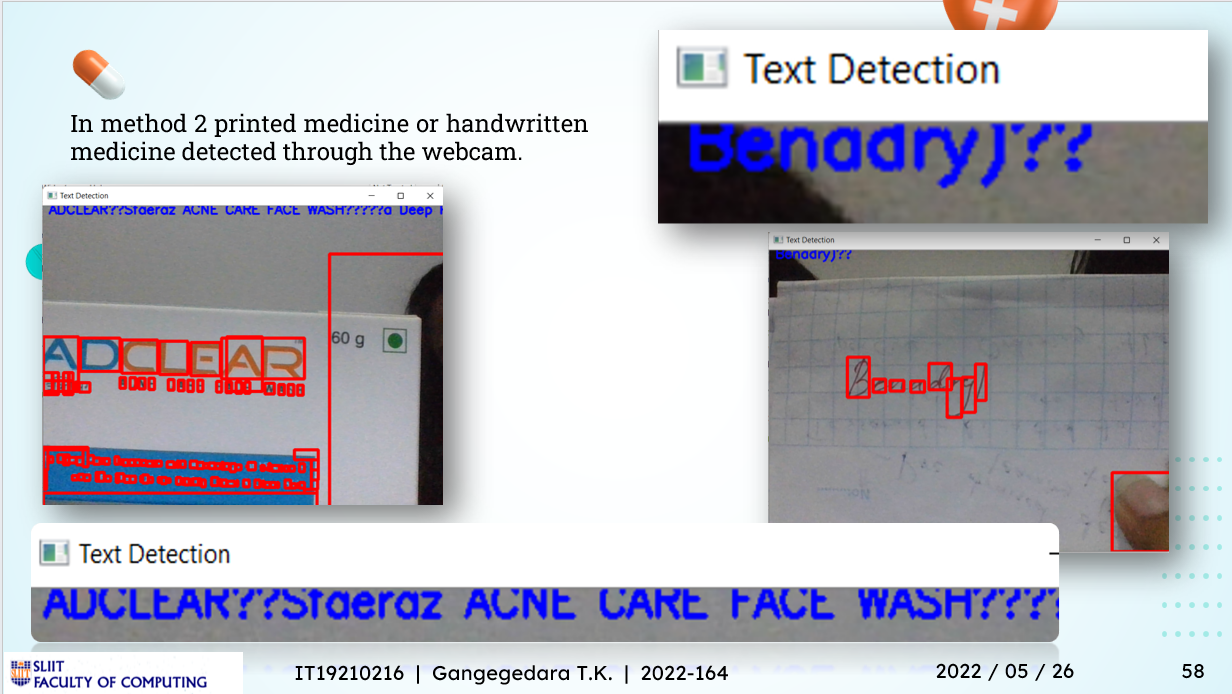 Text Detection
Benadry)??
In method 2 printed medicine or handwritten
medicine detected through the webcam.
Text Detection
ADCLEAR??Sfaeraz ACNE CARE FACE WASH?????a Deep
ADCLEAR
60 g
Text Detection
Benadry)??
Benadryl
Text Detection
ADCLEAR??Sfaeraz ACNE CARE FACE WASH????
SLIIT
FACULTY OF COMPUTING
IT19210216 | Gangegedara T.K. | 2022-164
2022 / 05 / 26
58